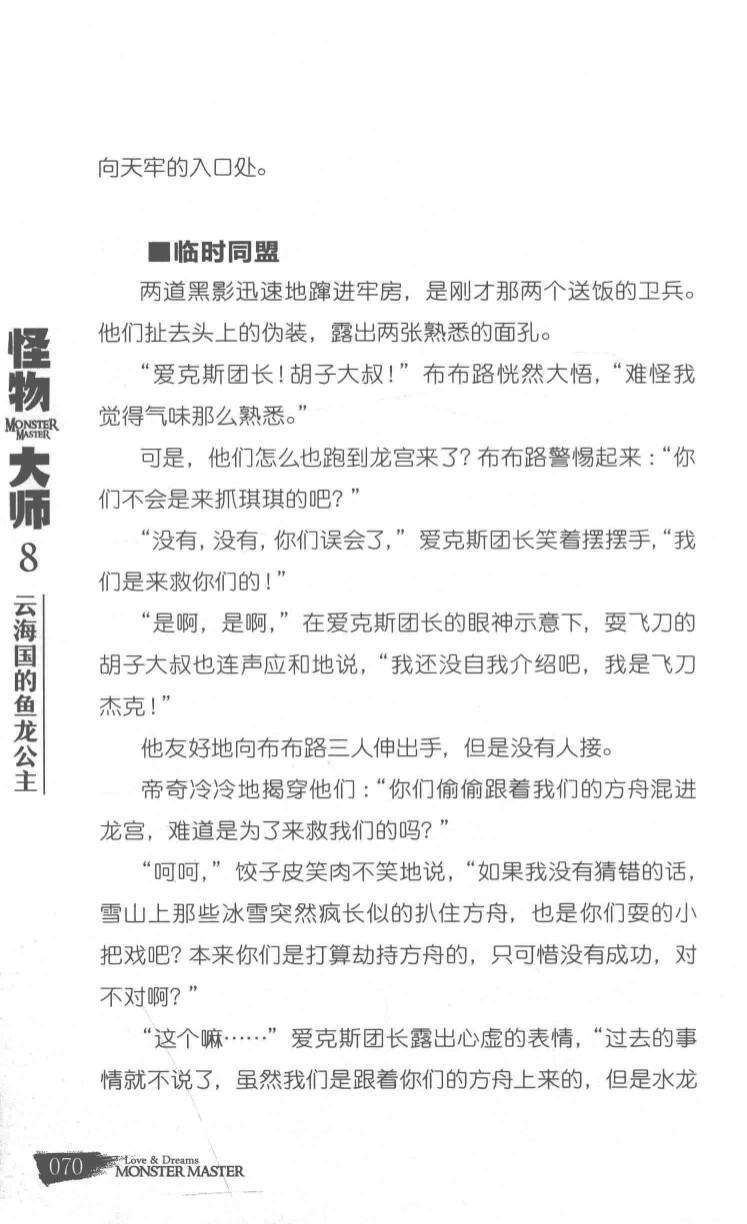 向天牢的入口处。
■临时同盟
两道黑影迅速地蹿进牢房，是刚才那两个送饭的卫兵。
他们扯去头上的伪装，露出两张熟悉的面孔。
“爱克斯团长！胡子大叔！”布布路恍然大悟，“难怪我
觉得气味那么熟悉。”
可是，他们怎么也跑到龙宫来了？布布路警惕起来：“你
们不会是来抓琪琪的吧？”
“没有，没有，你们误会了，”爱克斯团长笑着摆摆手，“我
们是来救你们的！”
“是啊，是啊，”在爱克斯团长的眼神示意下，耍飞刀的
胡子大叔也连声应和地说，“我还没自我介绍吧，我是飞刀
杰克！”
他友好地向布布路三人伸出手，但是没有人接。
帝奇冷冷地揭穿他们：“你们偷偷跟着我们的方舟混进
龙宫，难道是为了来救我们的吗？”
“呵呵，”饺子皮笑肉不笑地说，“如果我没有猜错的话，
雪山上那些冰雪突然疯长似的扒住方舟，也是你们耍的小
把戏吧？本来你们是打算劫持方舟的，只可惜没有成功，对
不对啊？”
“这个嘛……”爱克斯团长露出心虚的表情，“过去的事
情就不说了，虽然我们是跟着你们的方舟上来的，但是水龙
怪物
MONSTER
MASTER
大师
8
云海国的鱼龙公主
070
Love & Dreams
MONSTER MASTER